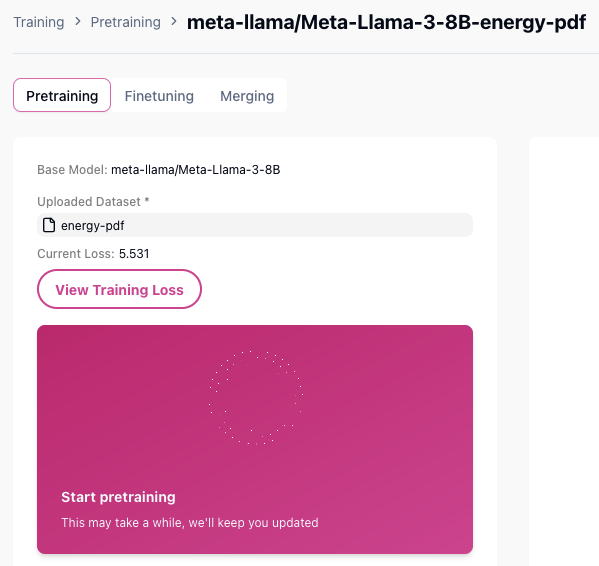 Training > Pretraining > meta-llama/Meta-Llama-3-8B-energy-pdf
Pretraining Finetuning Merging
Base Model: meta-llama/Meta-Llama-3-8B
Uploaded Dataset *
energy-pdf
Current Loss: 5.531
View Training Loss
Start pretraining
This may take a while, we'll keep you updated